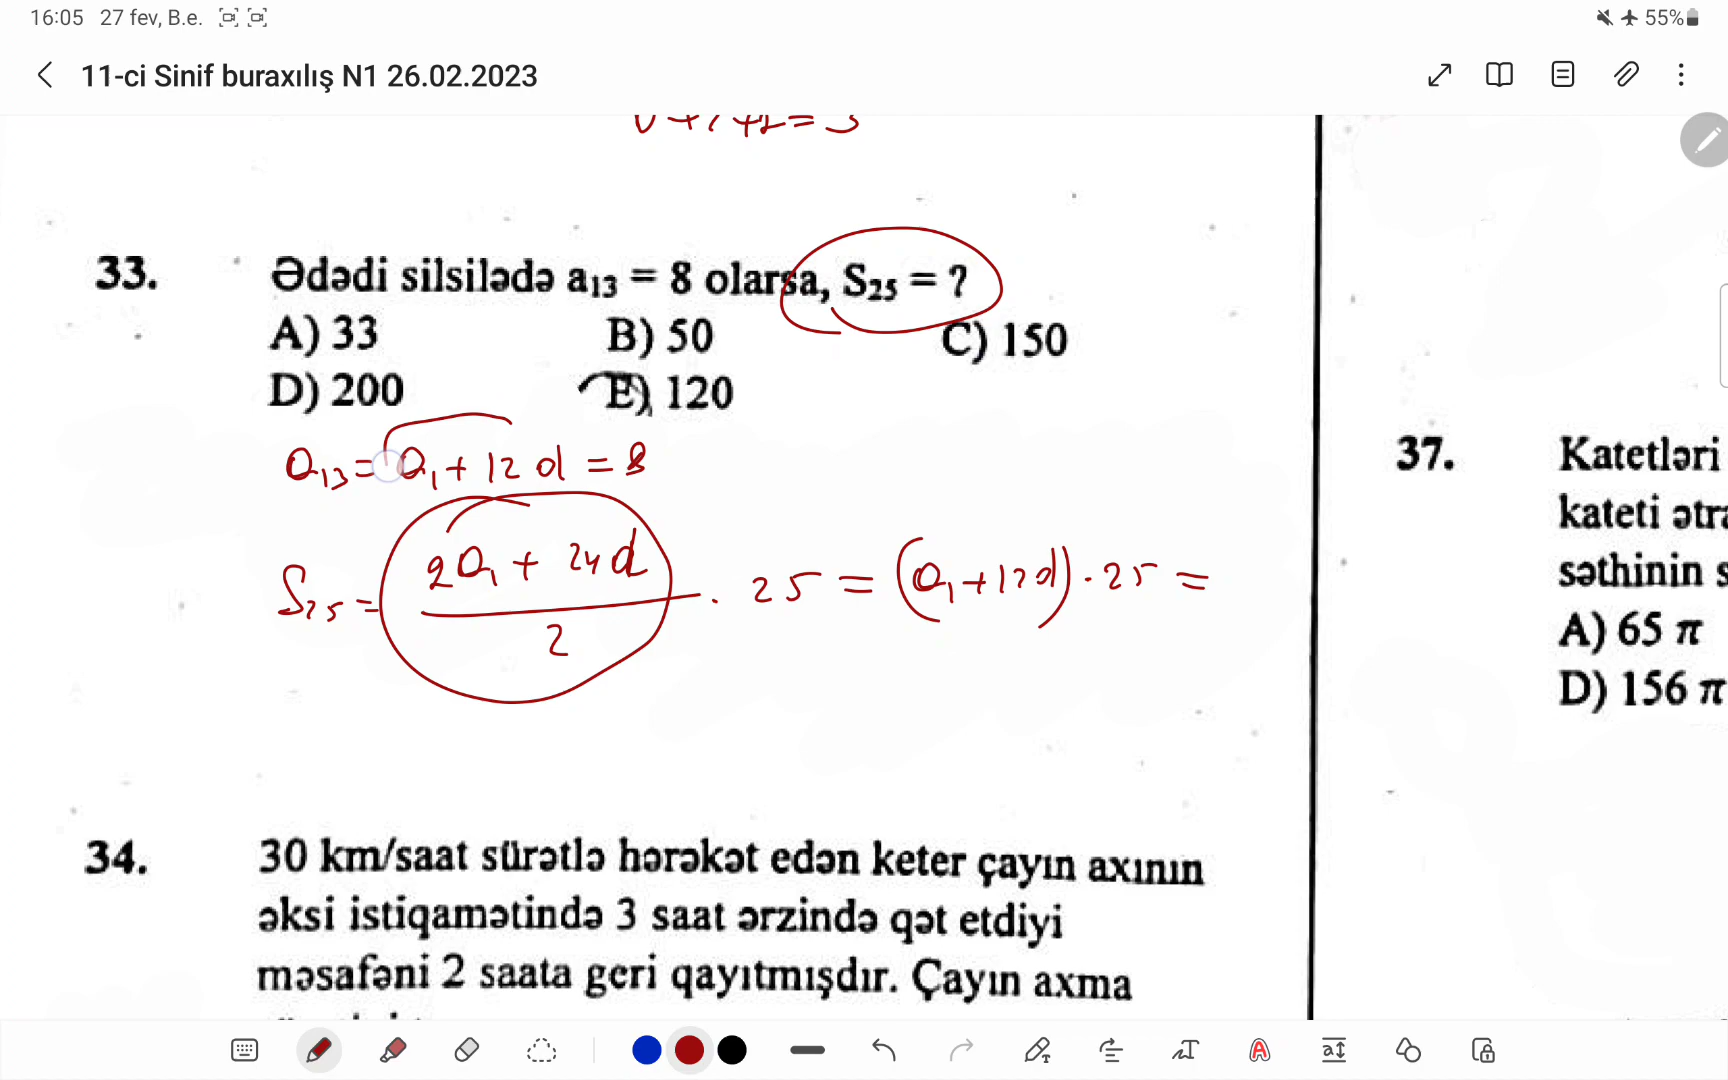 16:05 27 fev, B.e.
55%
11-ci Sinif buraxılış N1 26.02.2023
33. Ədədi silsilədə a₁₃ = 8 olarsa, S₂₅ = ?
A) 33 B) 50 C) 150
D) 200 E) 120
a₁₃ = a₁ + 12d = 8
S₂₅ = (2a₁ + 24d)/2 · 25 = (a₁ + 12d) · 25 =
34. 30 km/saat sürətlə hərəkət edən keter çayın axının
əksi istiqamətində 3 saat ərzində qət etdiyi
məsafəni 2 saata geri qayıtmışdır. Çayın axma
37. Katetləri
kateti ətra
səthinin s
A) 65 π
D) 156 π